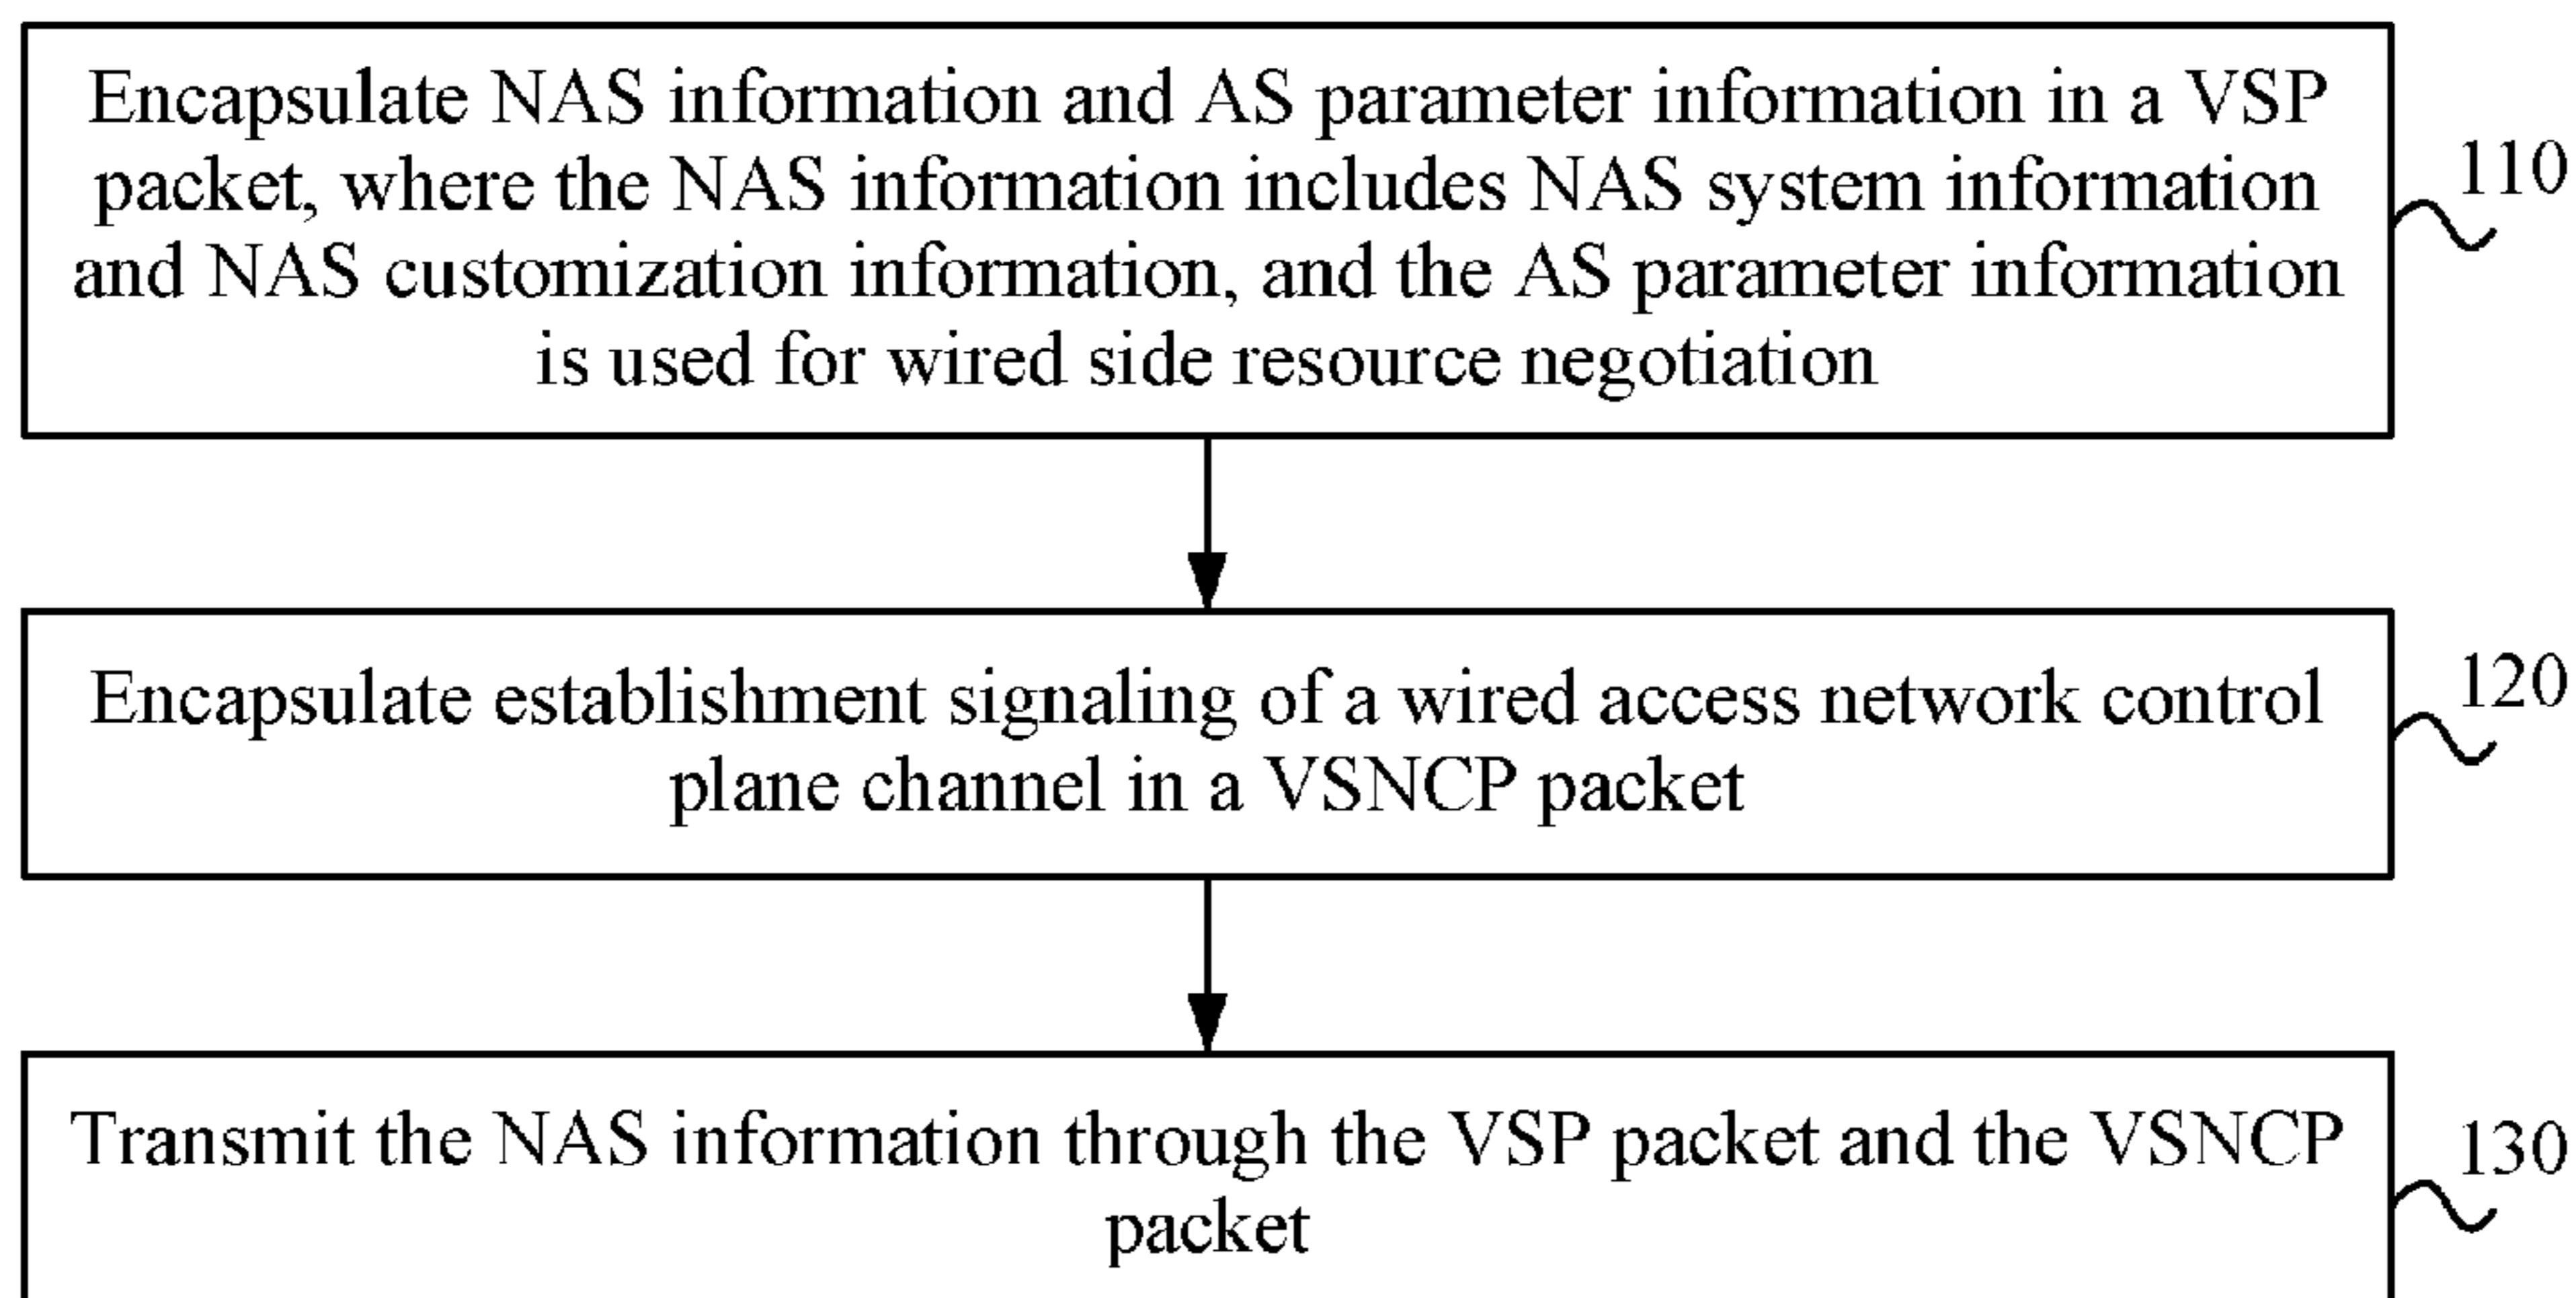 Encapsulate NAS information and AS parameter information in a VSP
packet, where the NAS information includes NAS system information
and NAS customization information, and the AS parameter information
is used for wired side resource negotiation
110
Encapsulate establishment signaling of a wired access network control
plane channel in a VSNCP packet
120
Transmit the NAS information through the VSP packet and the VSNCP
packet
130